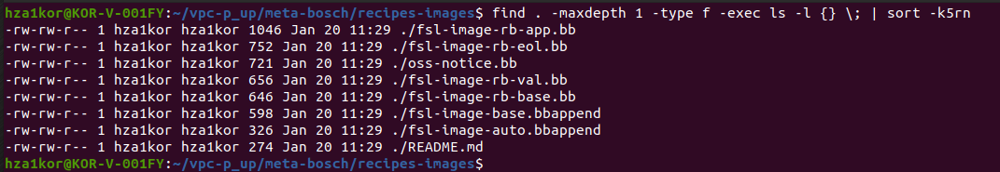 hza1kor@KOR-V-001FY:~/vpc-p_up/meta-bosch/recipes-images$ find . -maxdepth 1 -type f -exec ls -l {} \; | sort -k5rn
-rw-rw-r-- 1 hza1kor hza1kor 1046 Jan 20 11:29 ./fsl-image-rb-app.bb
-rw-rw-r-- 1 hza1kor hza1kor 752 Jan 20 11:29 ./fsl-image-rb-eol.bb
-rw-rw-r-- 1 hza1kor hza1kor 721 Jan 20 11:29 ./oss-notice.bb
-rw-rw-r-- 1 hza1kor hza1kor 656 Jan 20 11:29 ./fsl-image-rb-val.bb
-rw-rw-r-- 1 hza1kor hza1kor 646 Jan 20 11:29 ./fsl-image-rb-base.bb
-rw-rw-r-- 1 hza1kor hza1kor 598 Jan 20 11:29 ./fsl-image-base.bbappend
-rw-rw-r-- 1 hza1kor hza1kor 326 Jan 20 11:29 ./fsl-image-auto.bbappend
-rw-rw-r-- 1 hza1kor hza1kor 274 Jan 20 11:29 ./README.md
hza1kor@KOR-V-001FY:~/vpc-p_up/meta-bosch/recipes-images$